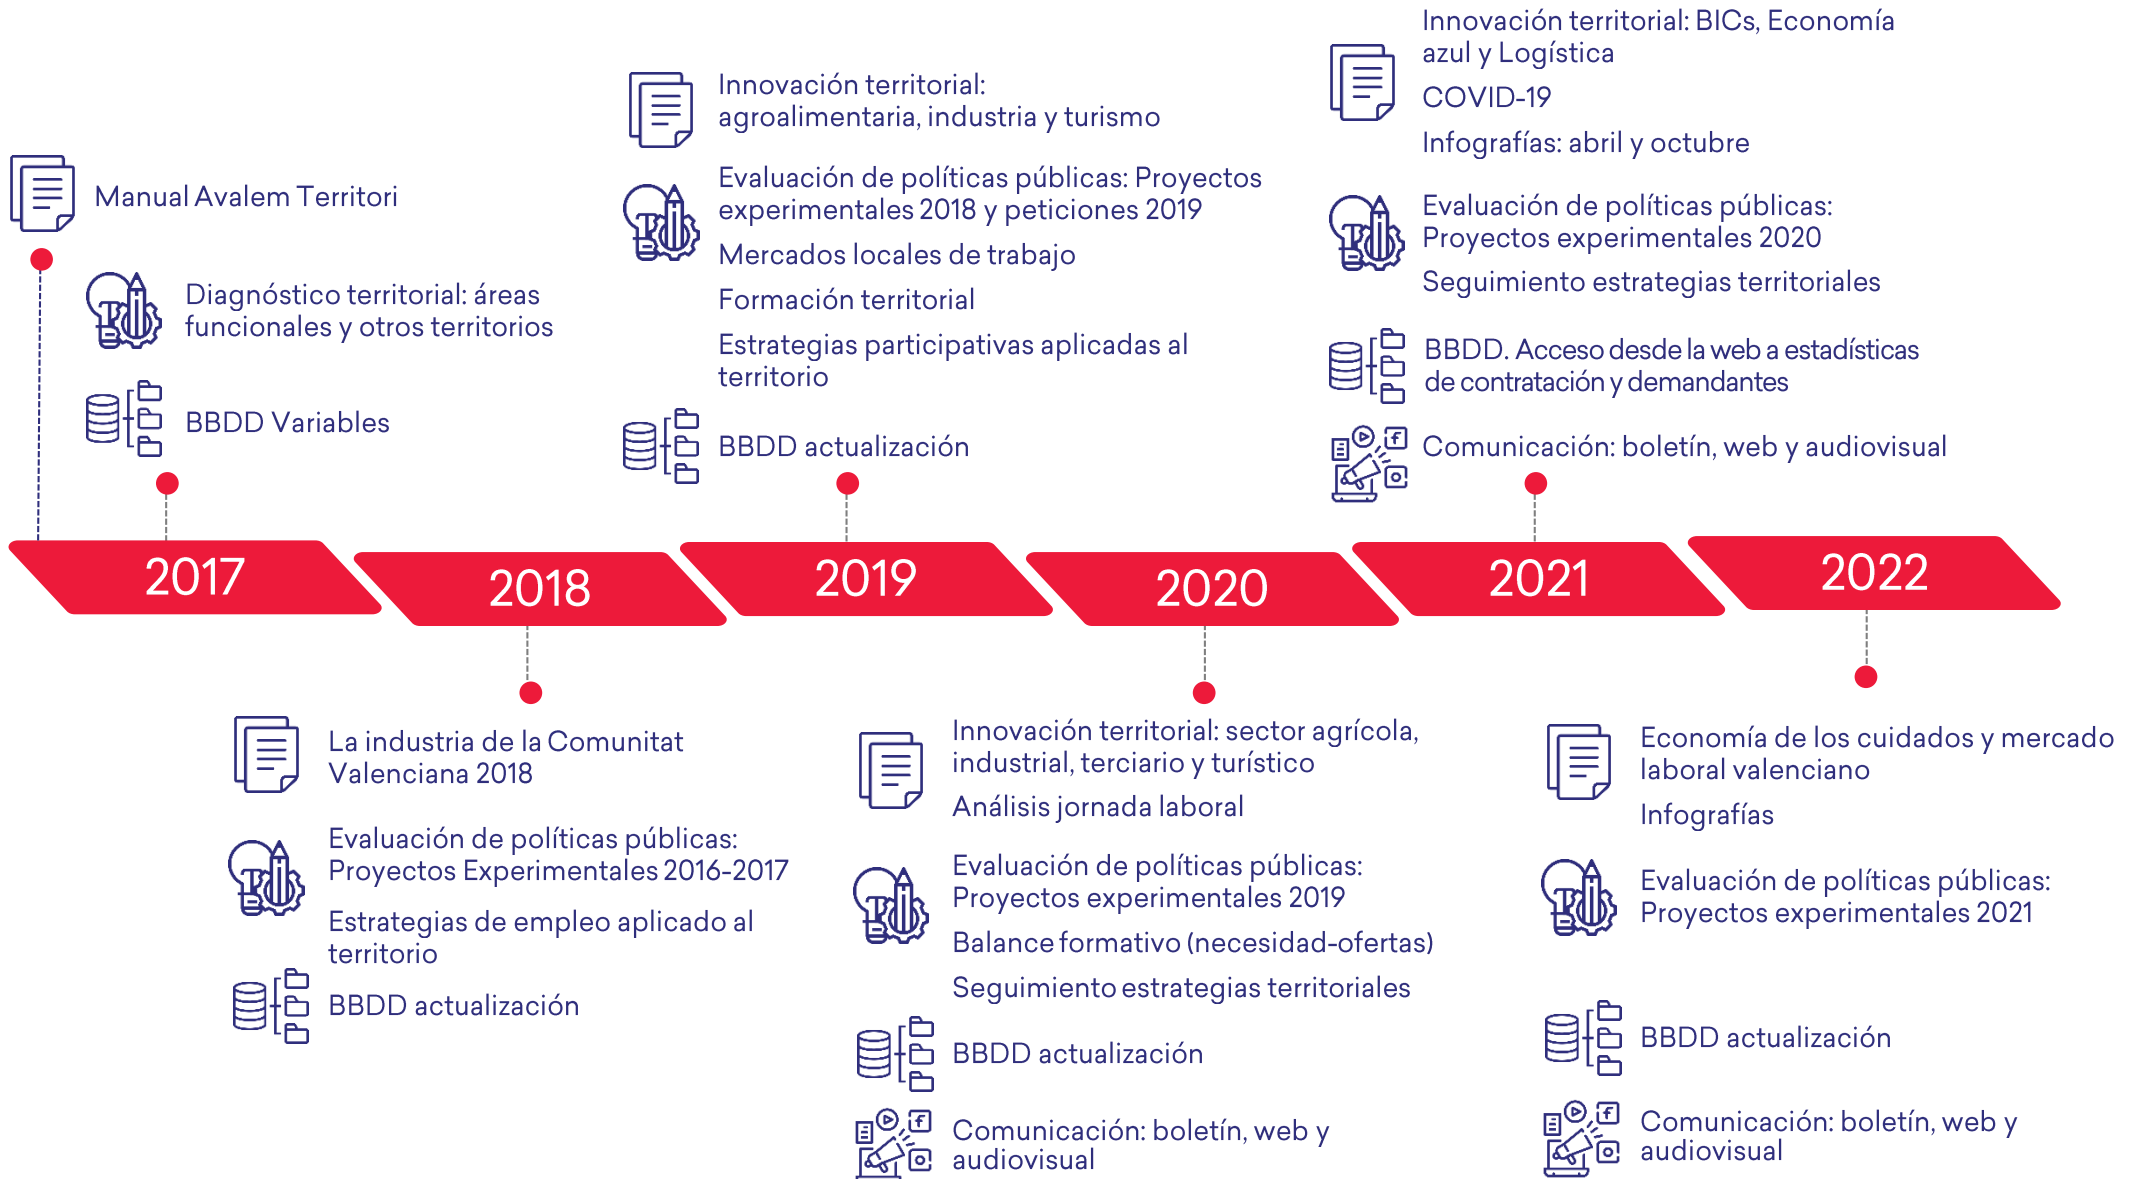 Manual Avalem Territori
Diagnóstico territorial: áreas
funcionales y otros territorios
BBDD Variables
2017
La industria de la Comunitat
Valenciana 2018
Evaluación de políticas públicas:
Proyectos Experimentales 2016-2017
Estrategias de empleo aplicado al
territorio
BBDD actualización
2018
Innovación territorial:
agroalimentaria, industria y turismo
Evaluación de políticas públicas: Proyectos
experimentales 2018 y peticiones 2019
Mercados locales de trabajo
Formación territorial
Estrategias participativas aplicadas al
territorio
BBDD actualización
2019
Innovación territorial: sector agrícola,
industrial, terciario y turístico
Análisis jornada laboral
Evaluación de políticas públicas:
Proyectos experimentales 2019
Balance formativo (necesidad-ofertas)
Seguimiento estrategias territoriales
BBDD actualización
Comunicación: boletín, web y
audiovisual
2020
Innovación territorial: BICs, Economía
azul y Logística
COVID-19
Infografías: abril y octubre
Evaluación de políticas públicas:
Proyectos experimentales 2020
Seguimiento estrategias territoriales
BBDD. Acceso desde la web a estadísticas
de contratación y demandantes
Comunicación: boletín, web y audiovisual
2021
2022
Economía de los cuidados y mercado
laboral valenciano
Infografías
Evaluación de políticas públicas:
Proyectos experimentales 2021
BBDD actualización
Comunicación: boletín, web y
audiovisual